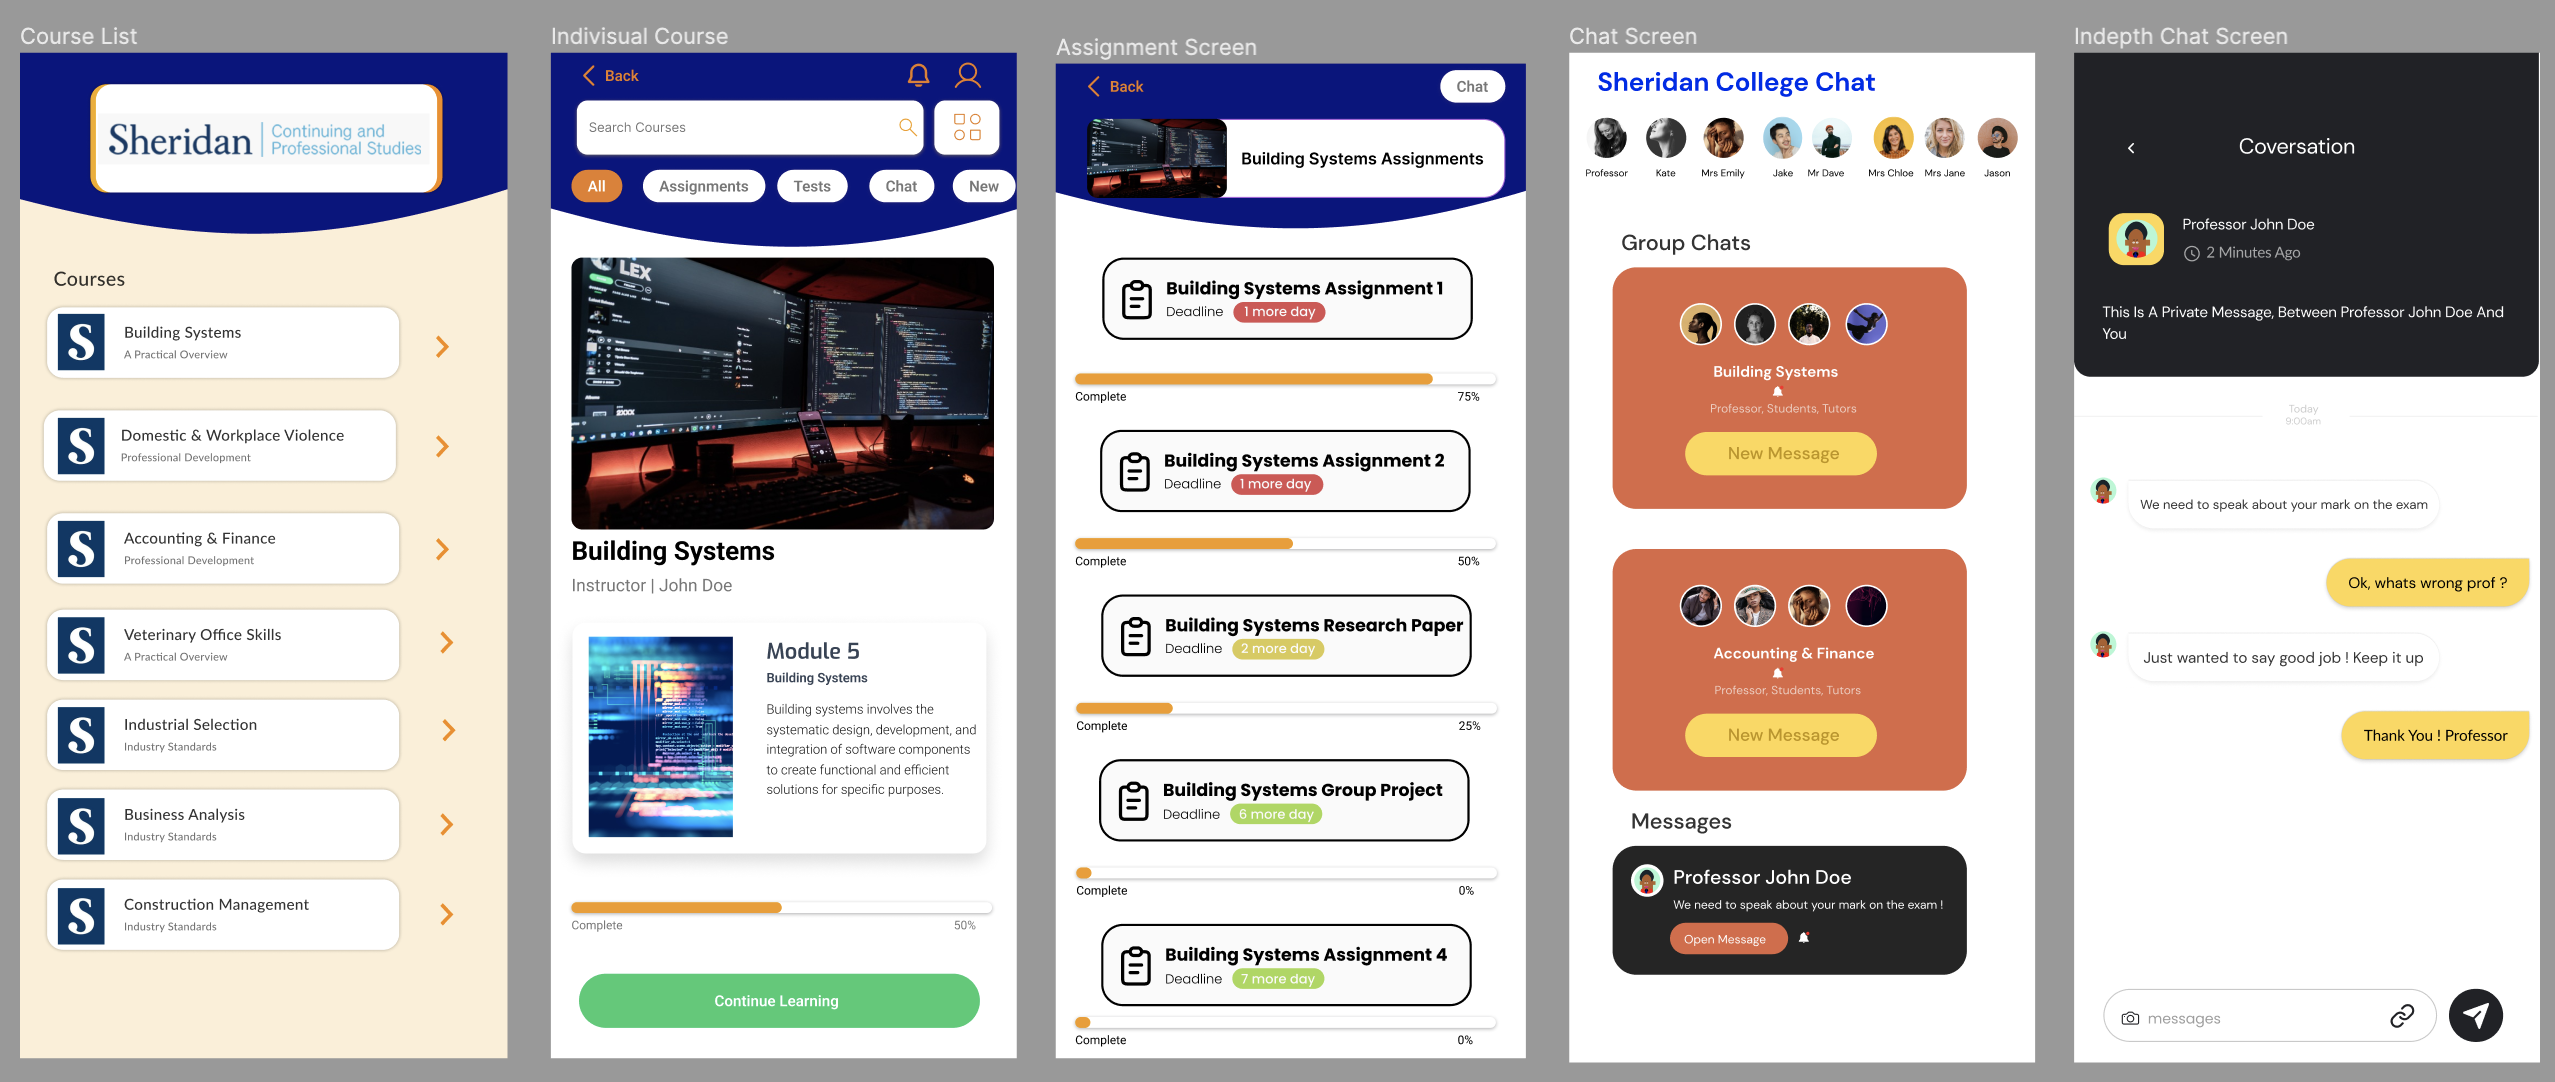 Course List
Sheridan
Continuing and
Professional Studies
Courses
Building Systems
A Practical Overview
Domestic & Workplace Violence
Professional Development
Accounting & Finance
Professional Development
Veterinary Office Skills
A Practical Overview
Industrial Selection
Industry Standards
Business Analysis
Industry Standards
Construction Management
Industry Standards
Indivisual Course
Back
Search Courses
All
Assignments
Tests
Chat
New
LEX
Building Systems
Instructor | John Doe
Module 5
Building Systems
Building systems involves the
systematic design, development, and
integration of software components
to create functional and efficient
solutions for specific purposes.
Complete
50%
Continue Learning
Assignment Screen
Back
Chat
Building Systems Assignments
Building Systems Assignment 1
Deadline 1 more day
Complete 75%
Building Systems Assignment 2
Deadline 1 more day
Complete 50%
Building Systems Research Paper
Deadline 2 more day
Complete 25%
Building Systems Group Project
Deadline 6 more day
Complete 0%
Building Systems Assignment 4
Deadline 7 more day
Complete 0%
Chat Screen
Sheridan College Chat
Professor Kate Mrs Emily Jake Mr Dave Mrs Chloe Mrs Jane Jason
Group Chats
Building Systems
Professor, Students, Tutors
New Message
Accounting & Finance
Professor, Students, Tutors
New Message
Messages
Professor John Doe
We need to speak about your mark on the exam !
Open Message
Indepth Chat Screen
Coversation
Professor John Doe
2 Minutes Ago
This Is A Private Message, Between Professor John Doe And
You
Today
9:00am
We need to speak about your mark on the exam
Ok, whats wrong prof ?
Just wanted to say good job ! Keep it up
Thank You ! Professor
messages